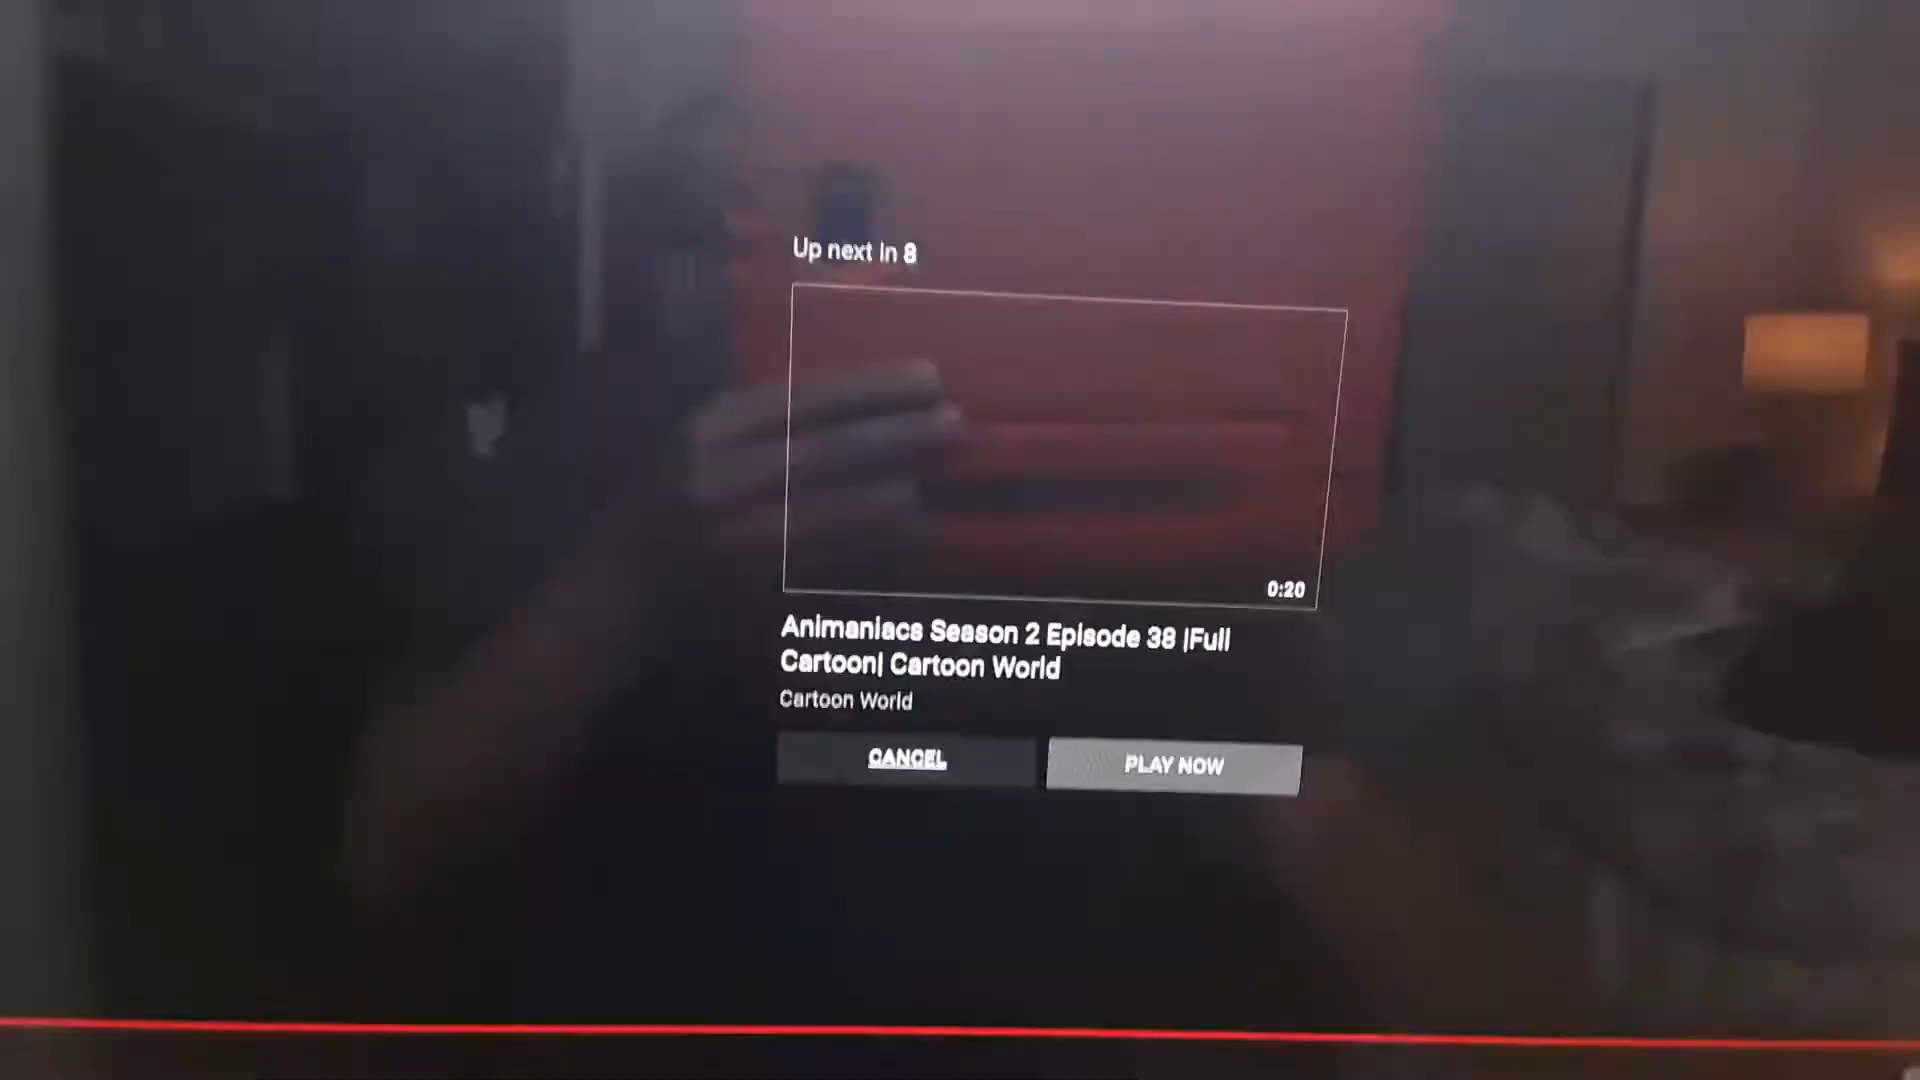 Up next in 8
0:20
Animaniacs Season 2 Episode 38 |Full
Cartoon| Cartoon World
Cartoon World
CANCEL
PLAY NOW